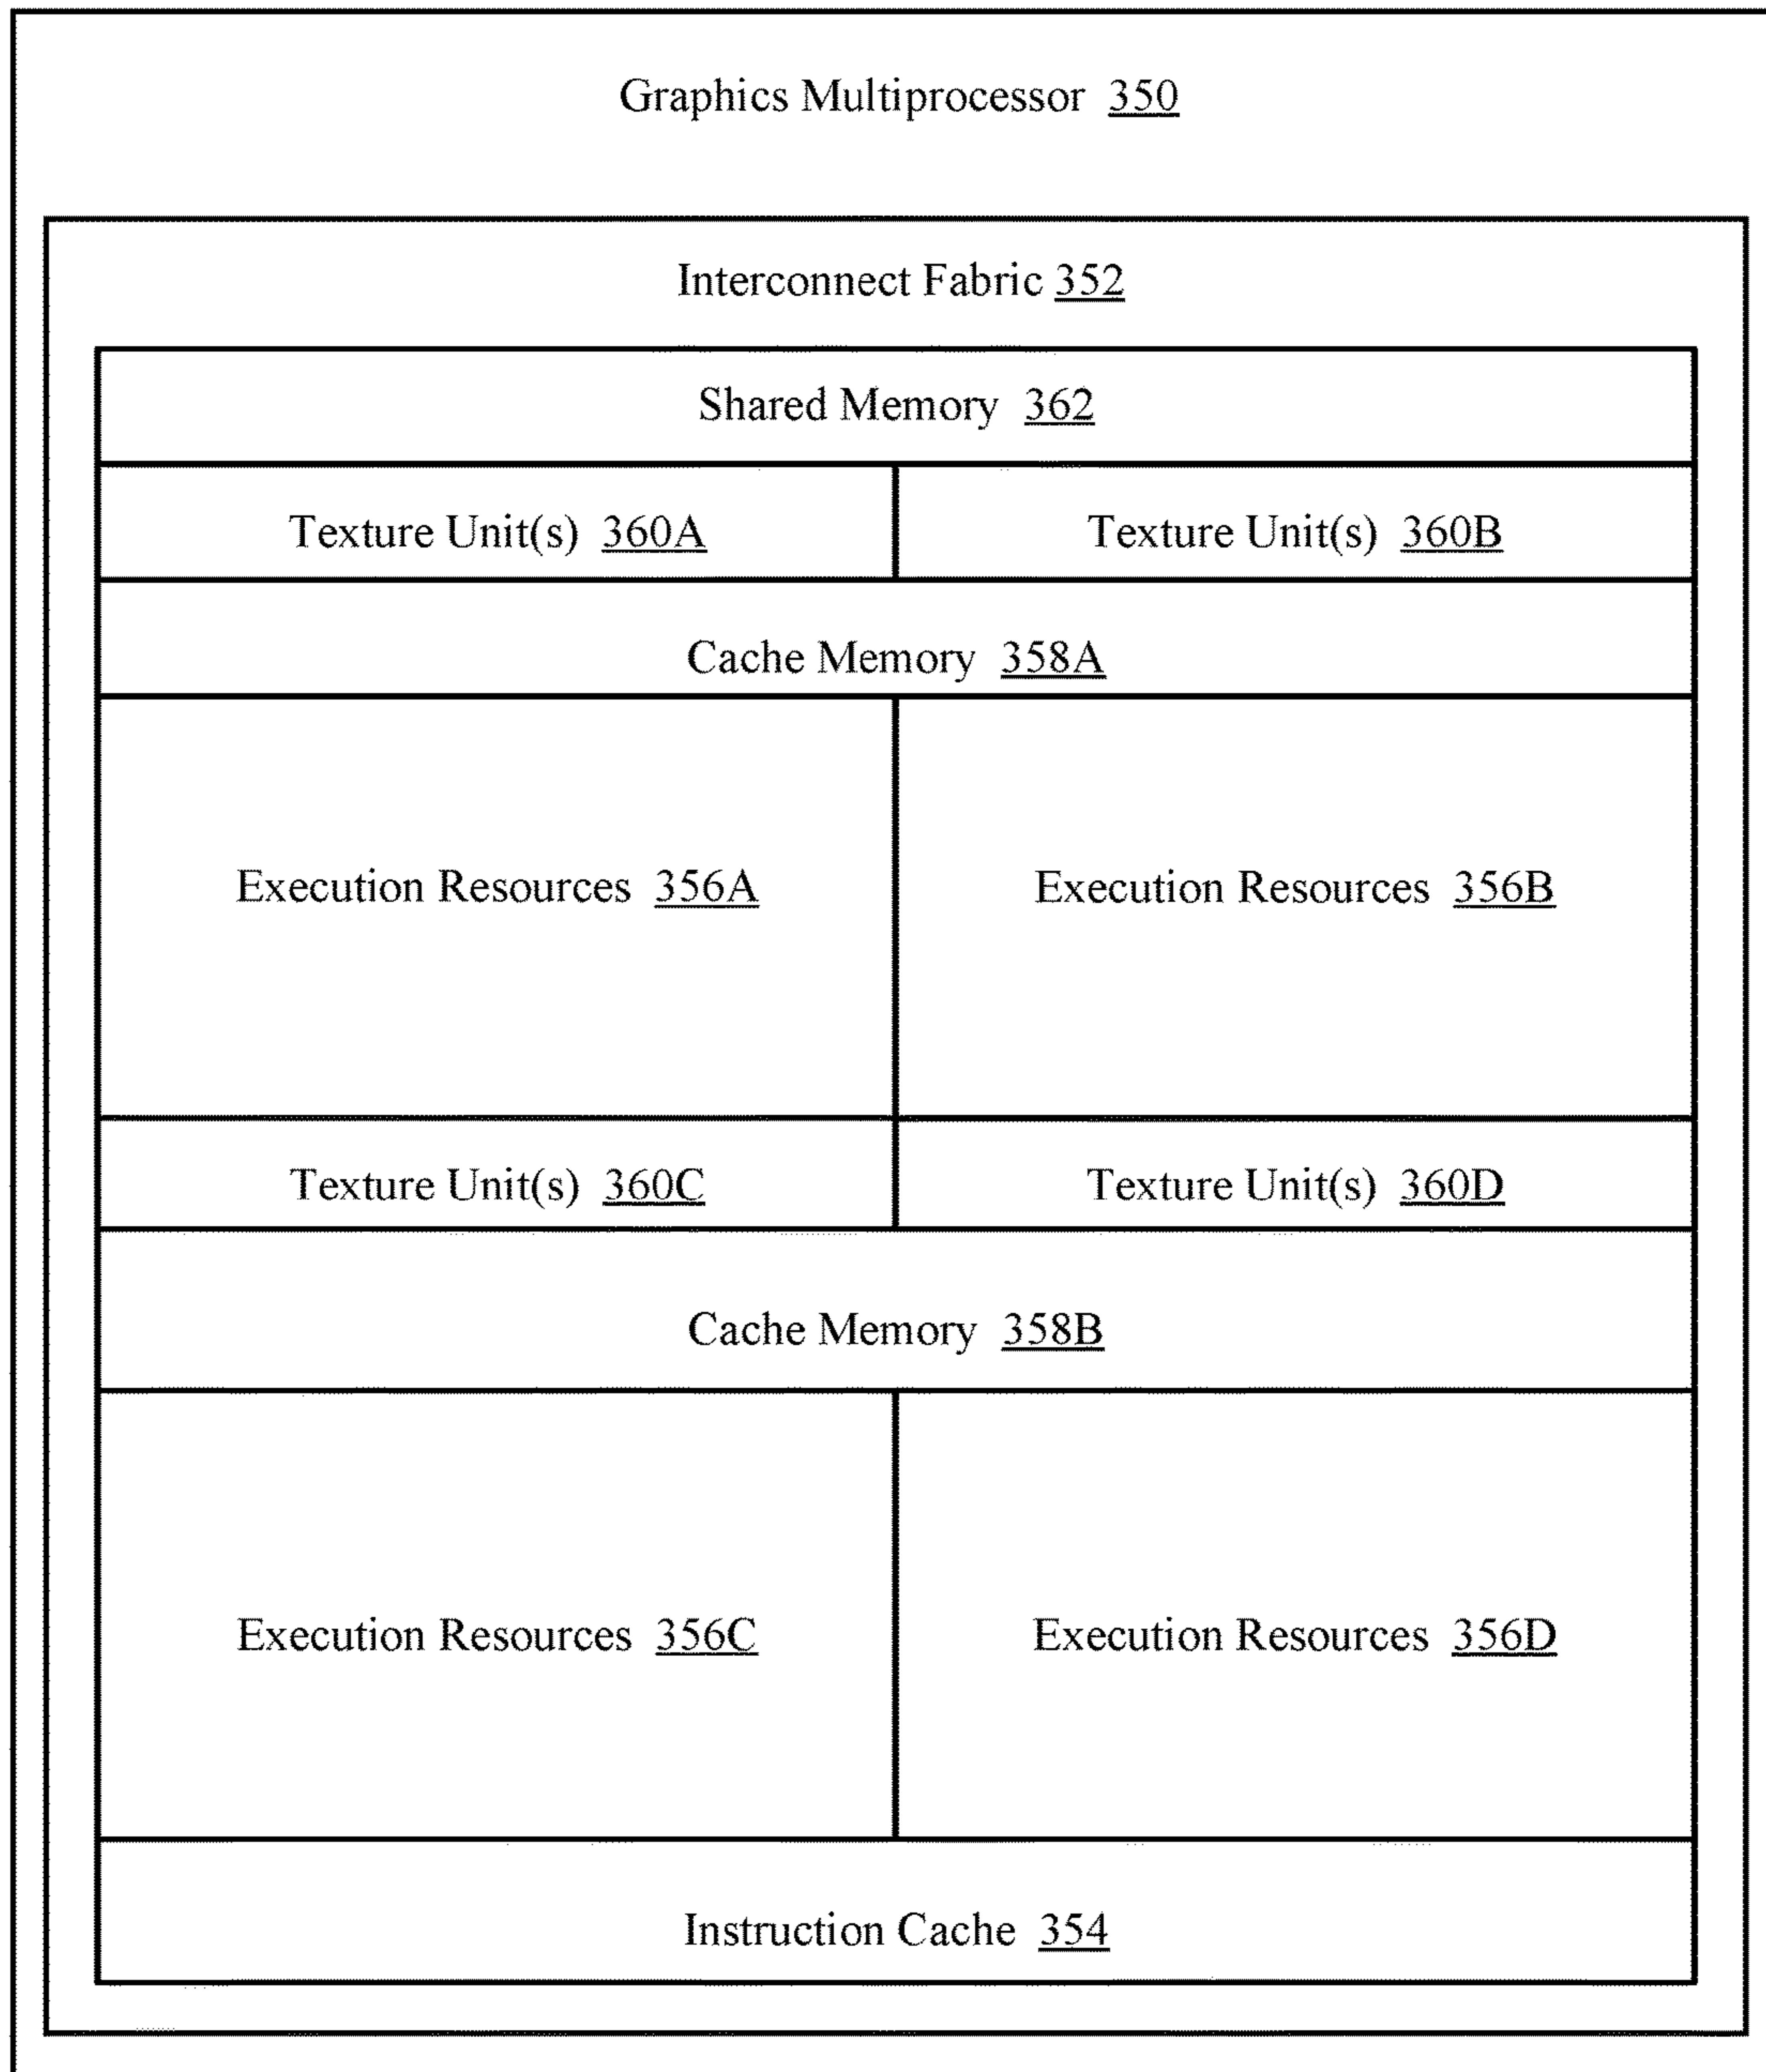 Graphics Multiprocessor 350
Interconnect Fabric 352
Shared Memory 362
Texture Unit(s) 360A
Texture Unit(s) 360B
Cache Memory 358A
Execution Resources 356A
Execution Resources 356B
Texture Unit(s) 360C
Texture Unit(s) 360D
Cache Memory 358B
Execution Resources 356C
Execution Resources 356D
Instruction Cache 354